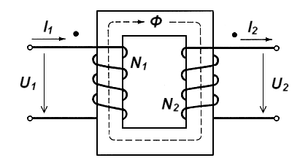 I₁ Φ I₂
N₁
U₁ N₂ U₂